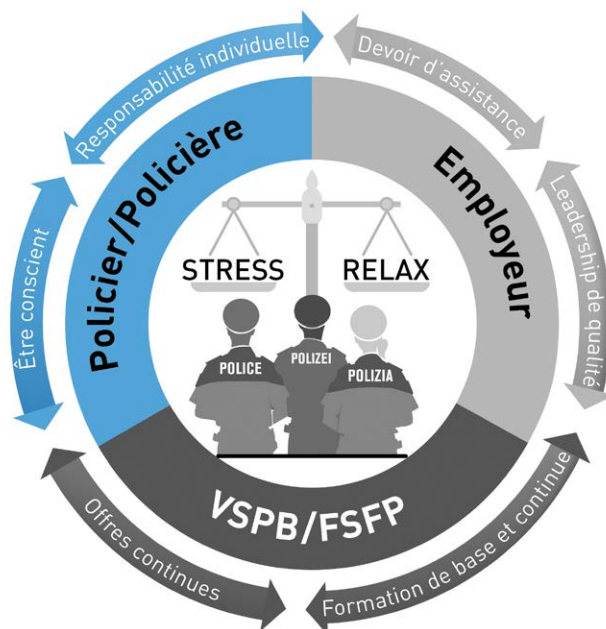 Responsabilité individuelle
Devoir d'assistance
Policier/Policière
Employeur
Être conscient
Leadership de qualité
STRESS
RELAX
POLICE
POLIZEI
POLIZIA
VSPB/FSFP
Offres continues
Formation de base et continue